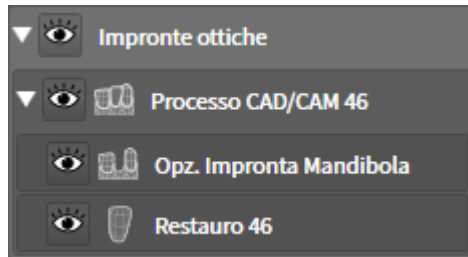 Impronte ottiche
Processo CAD/CAM 46
Opz. Impronta Mandibola
Restauro 46